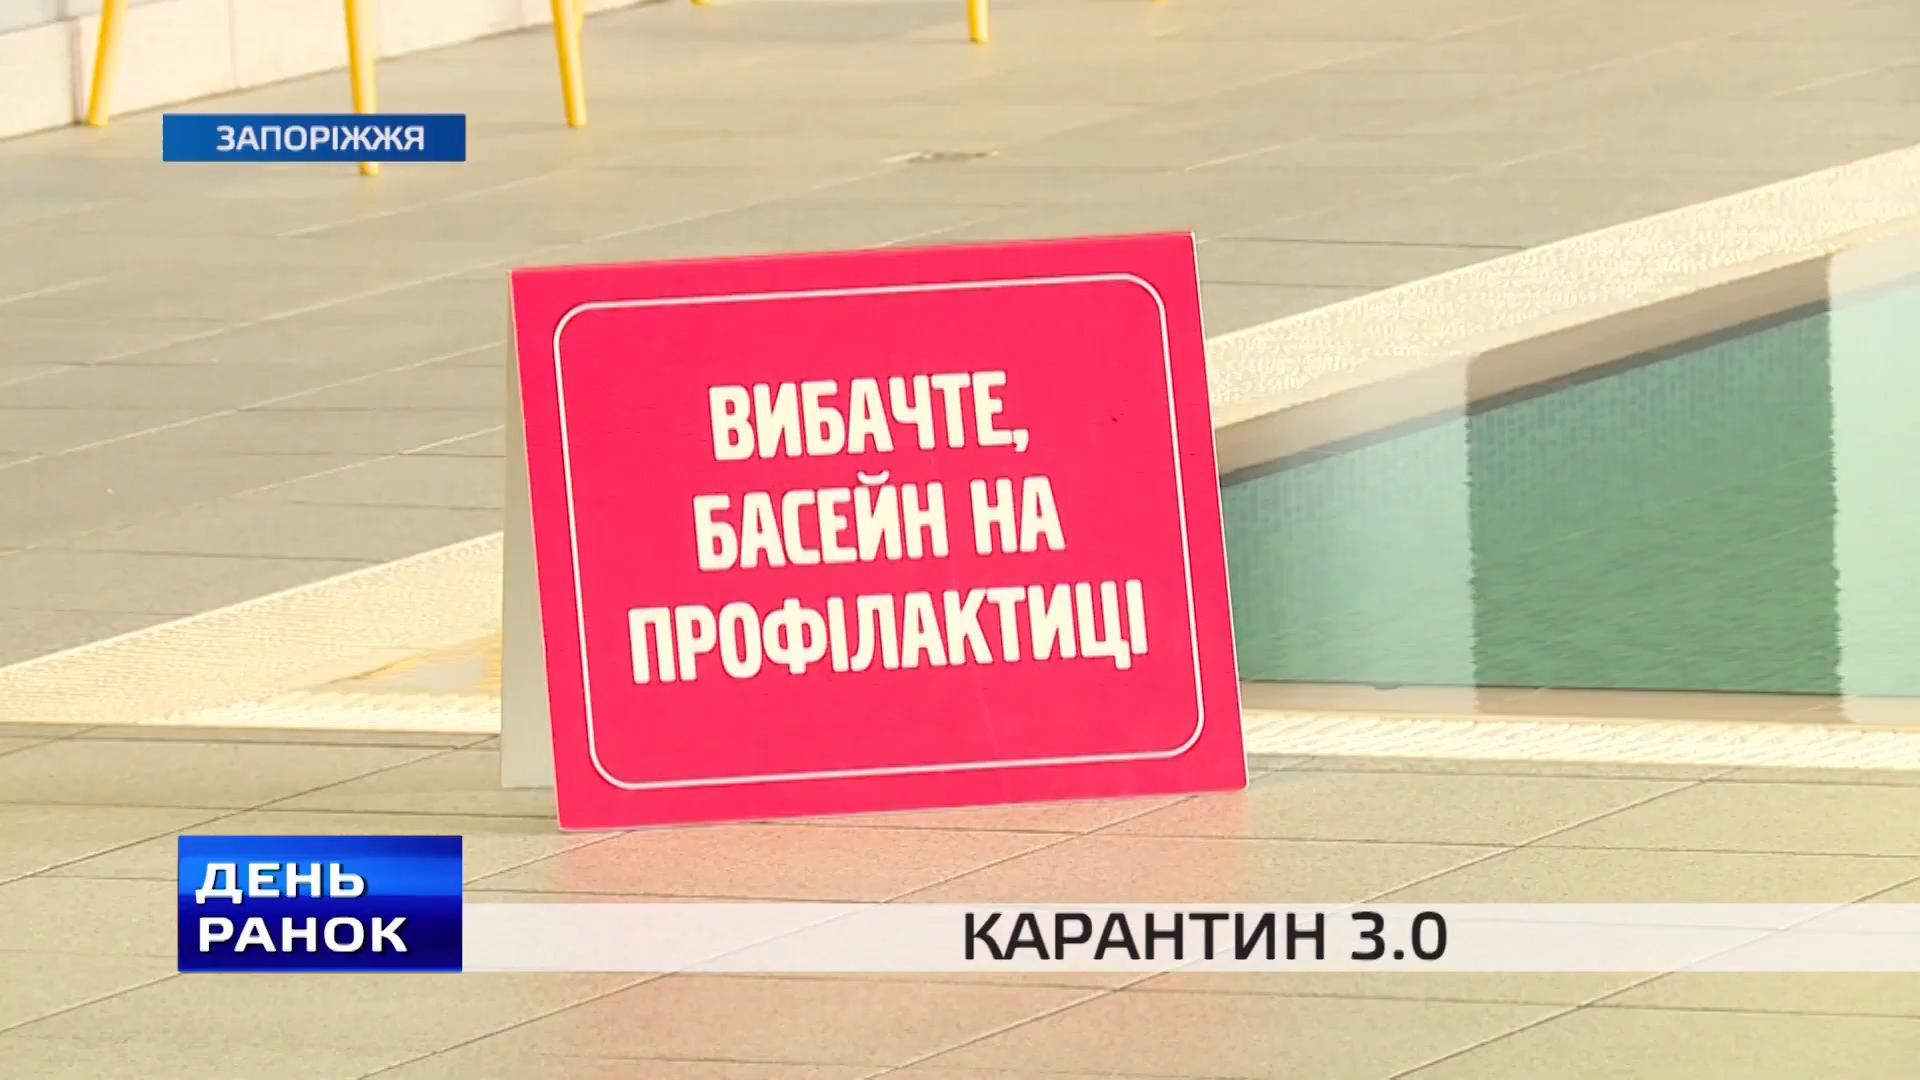 ЗАПОРІЖЖЯ
ВИБАЧТЕ,
БАСЕЙН НА
ПРОФІЛАКТИЦІ
ДЕНЬ
РАНОК
КАРАНТИН 3.0